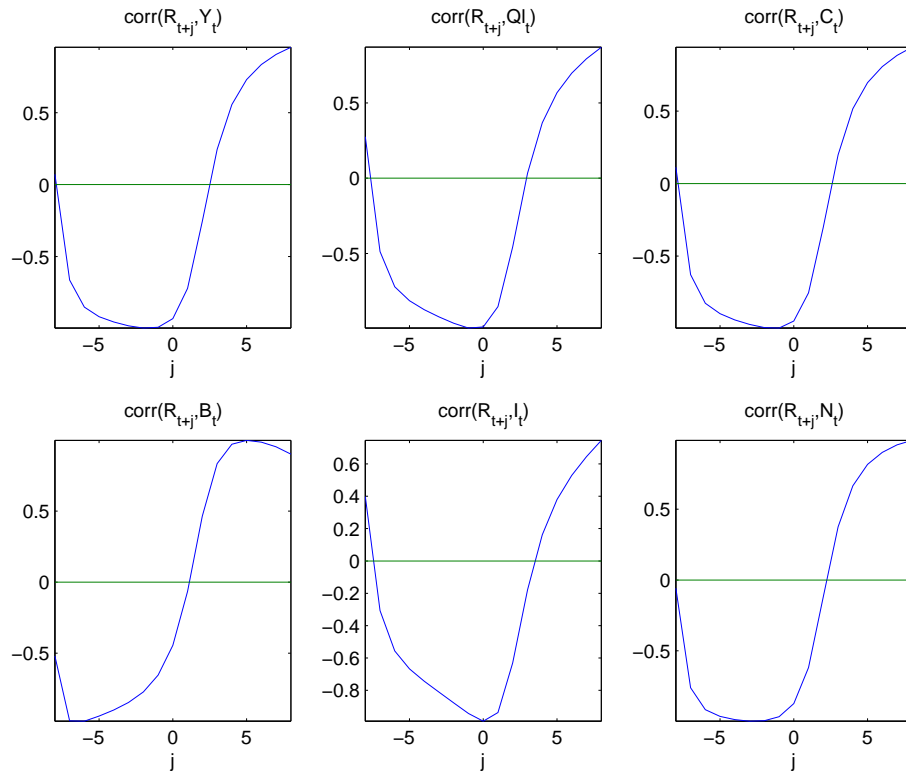 corr(R_{t+j},Y_t)
0.5
0
−0.5
−5 0 5
j
corr(R_{t+j},QI_t)
0.5
0
−0.5
−5 0 5
j
corr(R_{t+j},C_t)
0.5
0
−0.5
−5 0 5
j
corr(R_{t+j},B_t)
0.5
0
−0.5
−5 0 5
j
corr(R_{t+j},I_t)
0.6
0.4
0.2
0
−0.2
−0.4
−0.6
−0.8
−5 0 5
j
corr(R_{t+j},N_t)
0.5
0
−0.5
−5 0 5
j